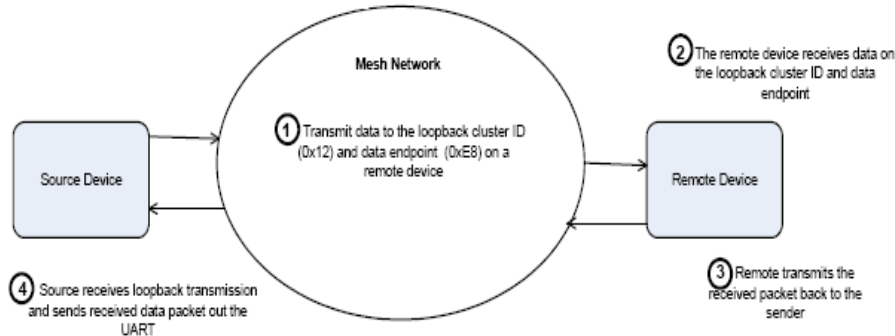 Mesh Network
① Transmit data to the loopback cluster ID
(0x12) and data endpoint (0xE8) on a
remote device
② The remote device receives data on
the loopback cluster ID and data
endpoint
Source Device
Remote Device
④ Source receives loopback transmission
and sends received data packet out the
UART
③ Remote transmits the
received packet back to the
sender